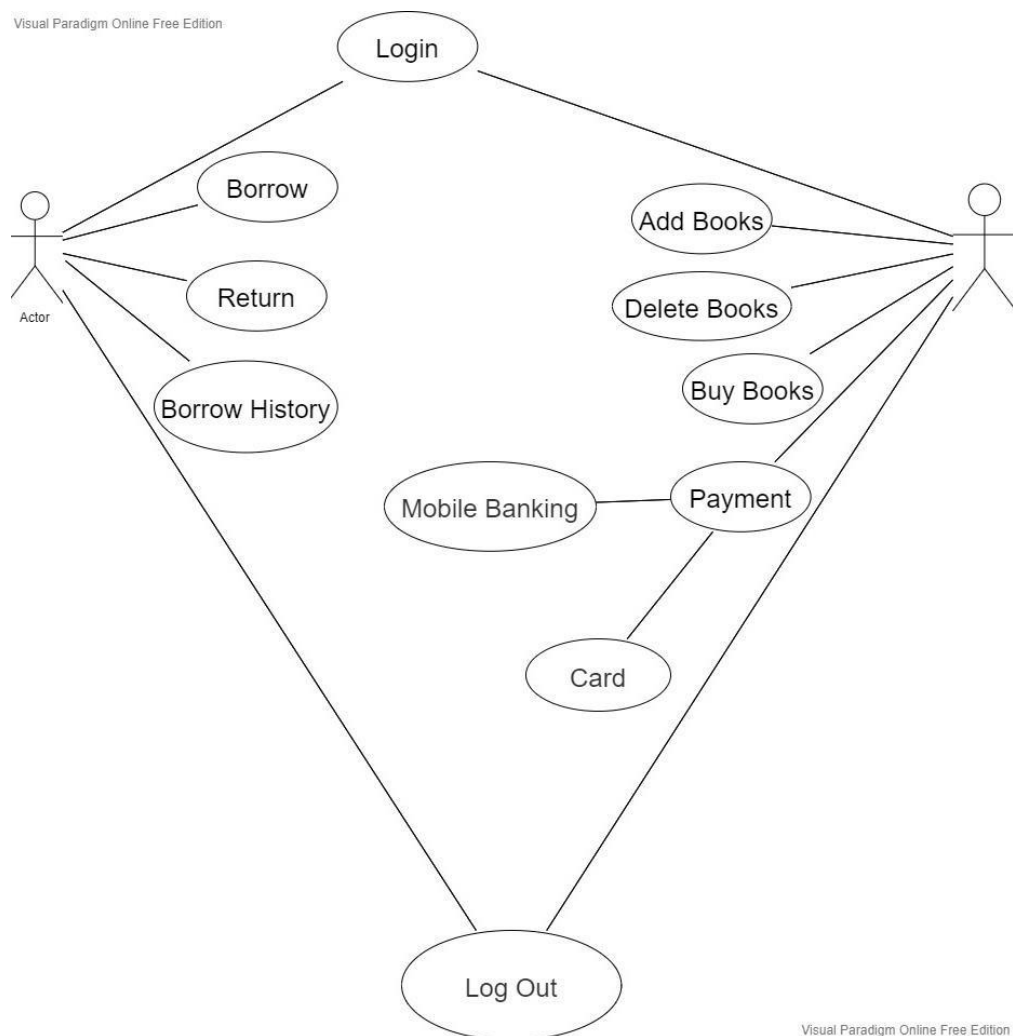 Visual Paradigm Online Free Edition
Login
Borrow
Add Books
Return
Delete Books
Actor
Buy Books
Borrow History
Mobile Banking
Payment
Card
Log Out
Visual Paradigm Online Free Edition